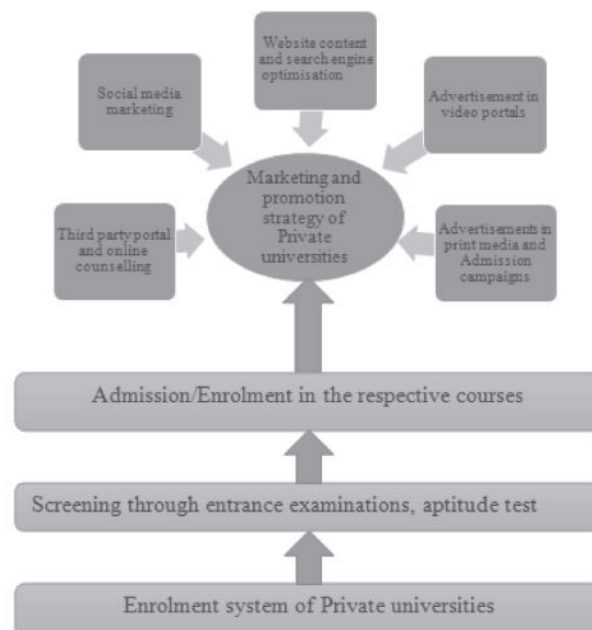 Website content
and search engine
optimisation
Social media
marketing
Advertisement in
video portals
Marketing and
promotion
strategy of
Private
universities
Third party portal
and online
counselling
Advertisements in
print media and
Admission
campaigns
Admission/Enrolment in the respective courses
Screening through entrance examinations, aptitude test
Enrolment system of Private universities